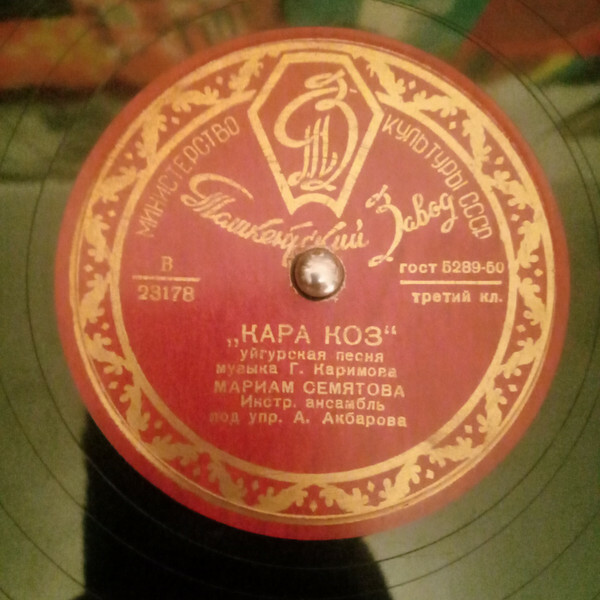 МИНИСТЕРСТВО КУЛЬТУРЫ СССР
ТЗ
Ташкентский Завод
В
23178
ГОСТ 5289-50
третий кл.
„КАРА КОЗ“
уйгурская песня
музыка Г. Каримова
МАРИАМ СЕМЯТОВА
Инстр. ансамбль
под упр. А. Акбарова